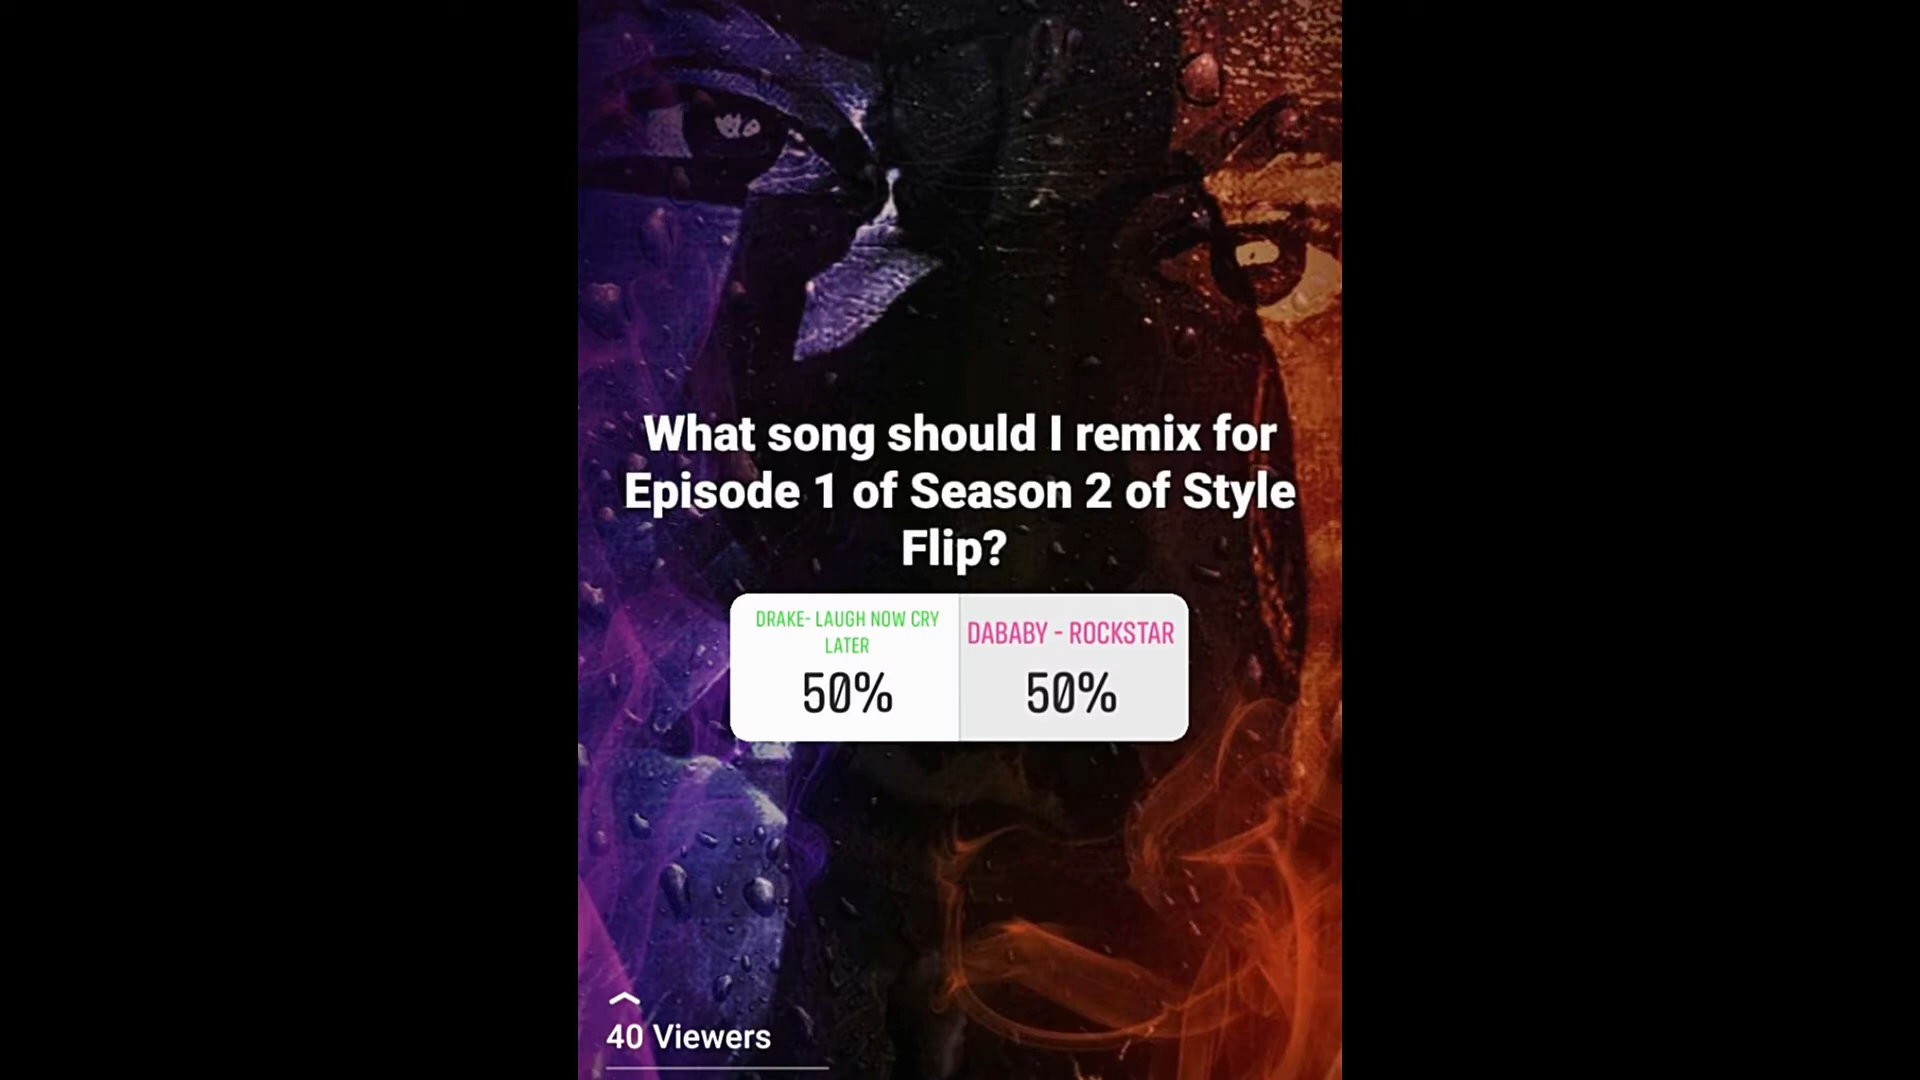 What song should I remix for
Episode 1 of Season 2 of Style
Flip?
DRAKE- LAUGH NOW CRY
LATER
50%
DABABY - ROCKSTAR
50%
40 Viewers